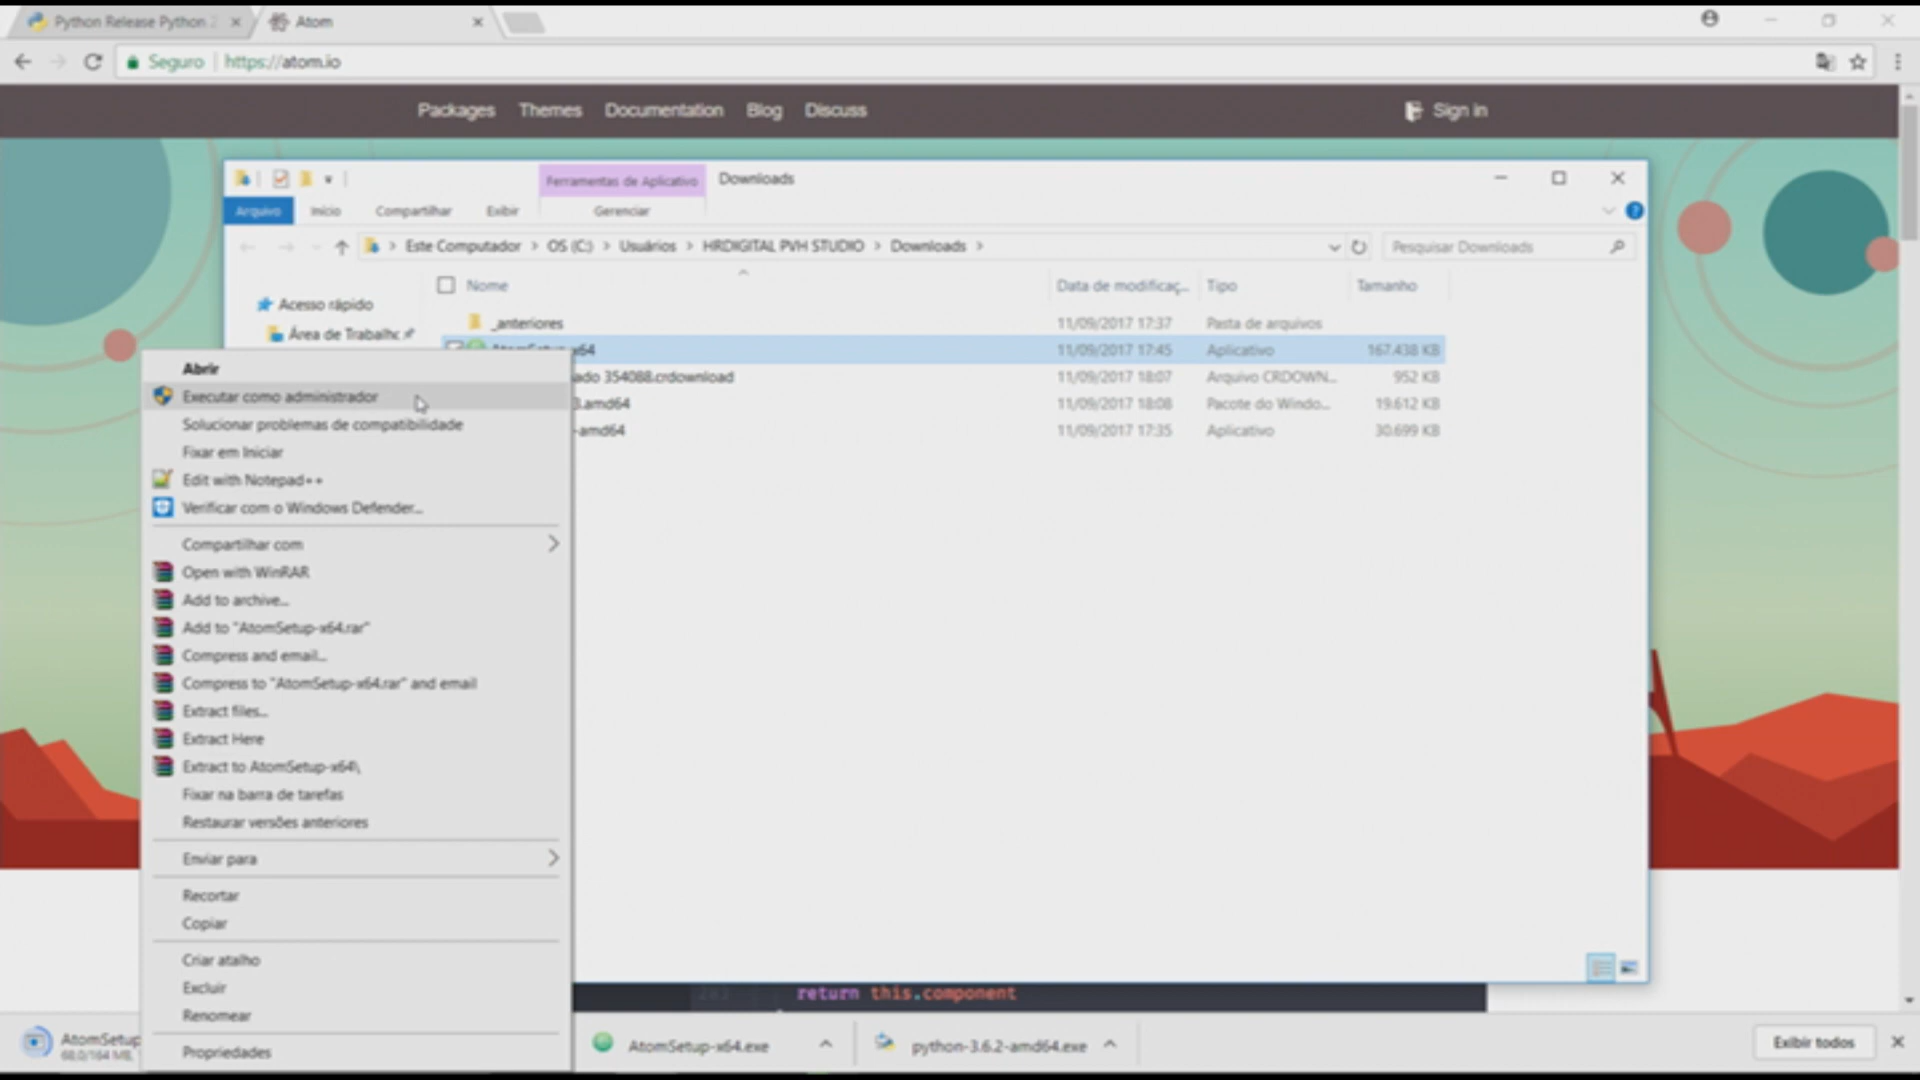 Python Release Python
Atom
Seguro
https://atom.io
Packages Themes Documentation Blog Discuss
Sign in
Ferramentas de Aplicativo
Downloads
Arquivo Início Compartilhar Exibir Gerenciar
Este Computador > OS (C:) > Usuários > HRDIGITAL PVH STUDIO > Downloads >
Pesquisar Downloads
Nome Data de modificaç... Tipo Tamanho
Acesso rápido
Área de Trabalho
_anteriores 11/09/2017 17:37 Pasta de arquivos
AtomSetup-x64 11/09/2017 17:45 Aplicativo 167.438 KB
ado 354088.crdownload 11/09/2017 18:07 Arquivo CRDOWN... 952 KB
3.amd64 11/09/2017 18:08 Pacote do Windo... 19.612 KB
-amd64 11/09/2017 17:35 Aplicativo 30.699 KB
Abrir
Executar como administrador
Solucionar problemas de compatibilidade
Fixar em Iniciar
Edit with Notepad++
Verificar com o Windows Defender...
Compartilhar com
Open with WinRAR
Add to archive...
Add to "AtomSetup-x64.rar"
Compress and email...
Compress to "AtomSetup-x64.rar" and email
Extract files...
Extract Here
Extract to AtomSetup-x64\
Fixar na barra de tarefas
Restaurar versões anteriores
Enviar para
Recortar
Copiar
Criar atalho
Excluir
Renomear
Propriedades
return this.component
AtomSetup
68,0/164 MB,
AtomSetup-x64.exe
python-3.6.2-amd64.exe
Exibir todos